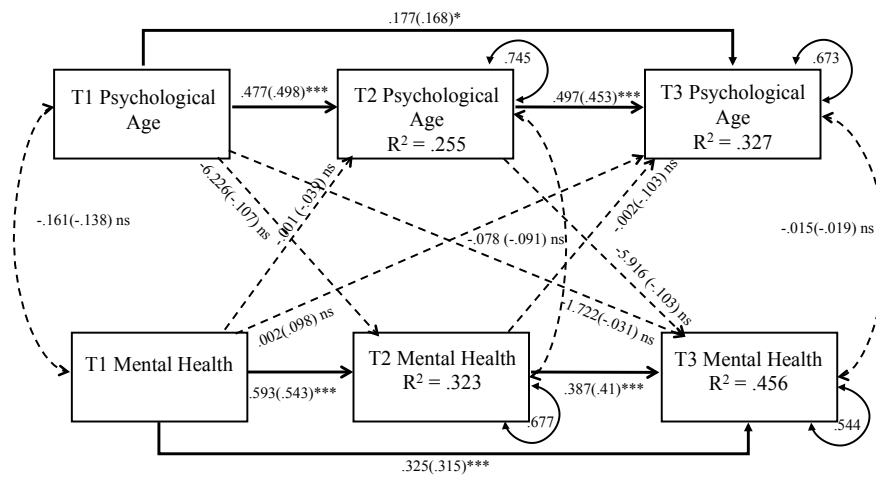 .177(.168)*
.745
.673
T1 Psychological
Age
.477(.498)***
T2 Psychological
Age
R² = .255
.497(.453)***
T3 Psychological
Age
R² = .327
-.161(-.138) ns
-6.226(-.107) ns
-.001 (-.039) ns
-.078 (-.091) ns
-.002(-.103) ns
-5.916 (-.103) ns
-.015(-.019) ns
.002(.098) ns
-1.722(-.031) ns
T1 Mental Health
.593(.543)***
T2 Mental Health
R² = .323
.387(.41)***
T3 Mental Health
R² = .456
.677
.544
.325(.315)***